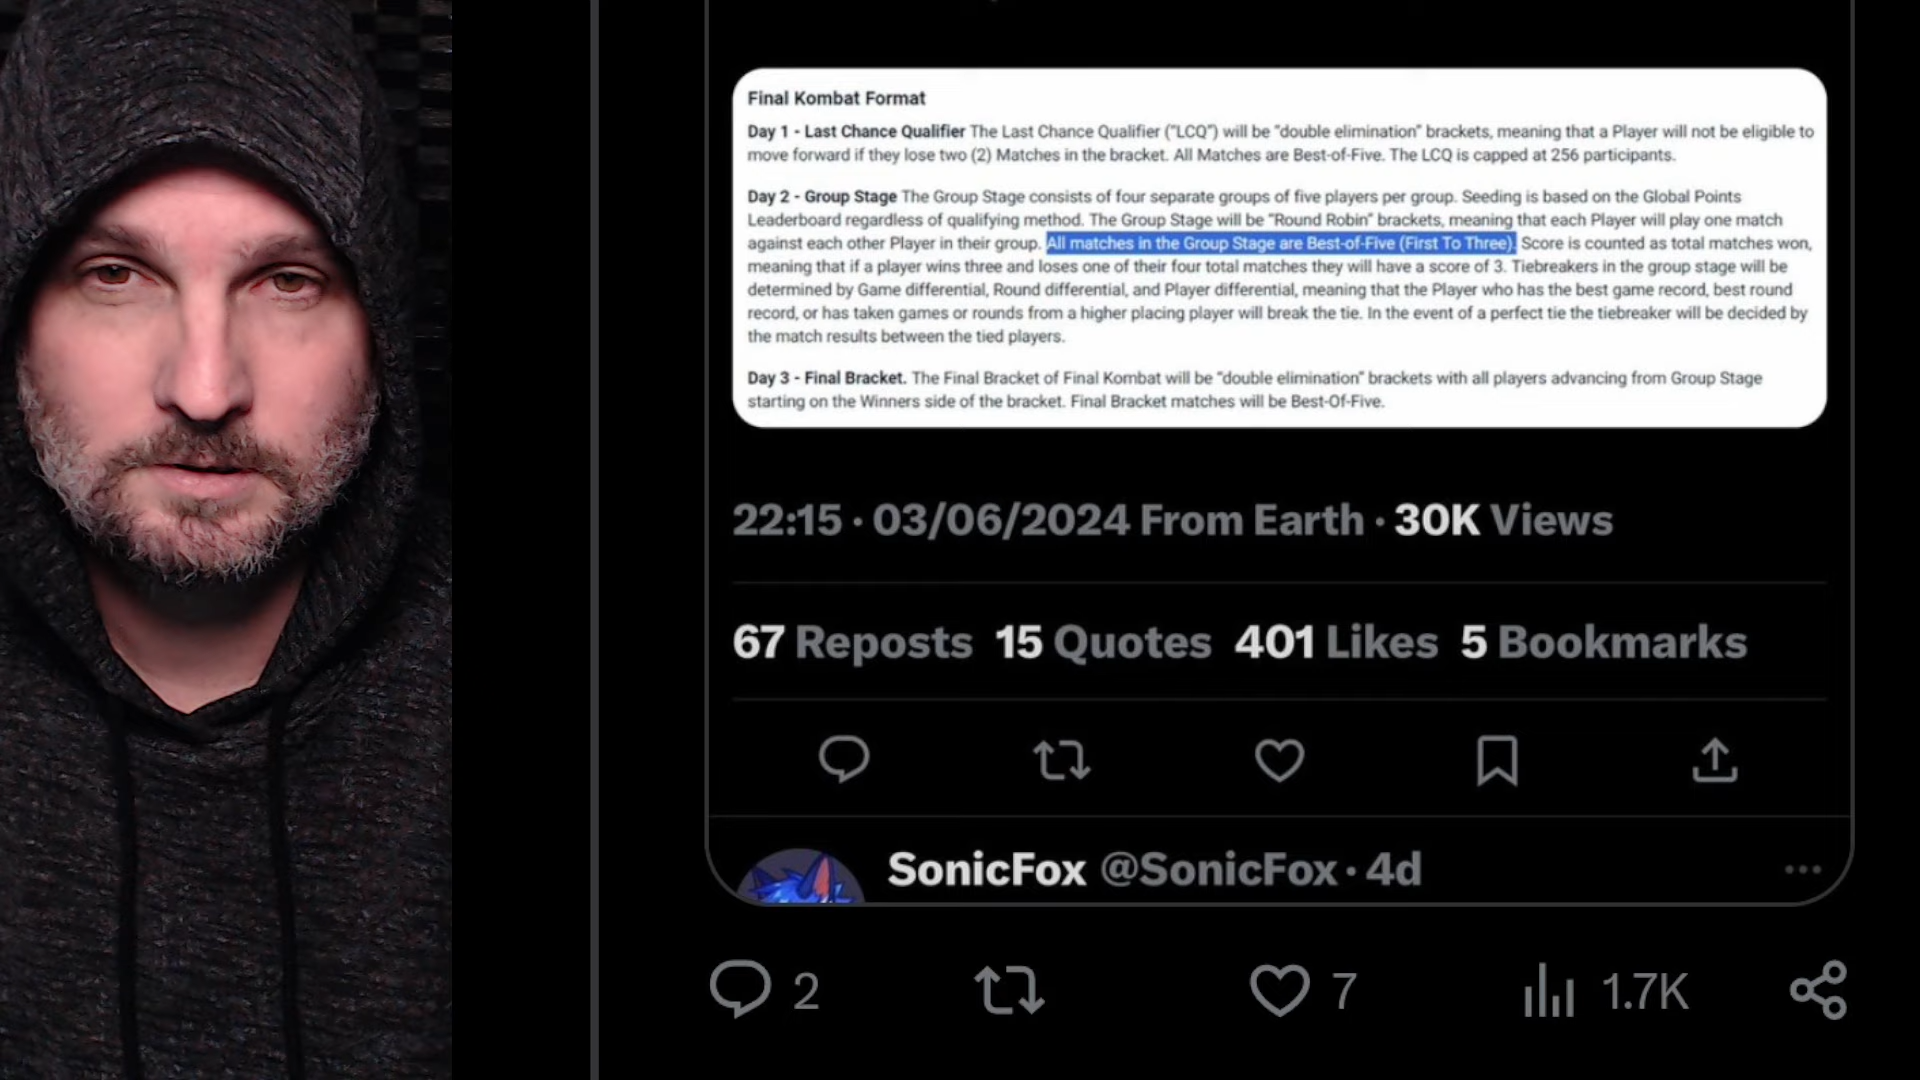 Final Kombat Format
Day 1 - Last Chance Qualifier The Last Chance Qualifier ("LCQ") will be "double elimination" brackets, meaning that a Player will not be eligible to
move forward if they lose two (2) Matches in the bracket. All Matches are Best-of-Five. The LCQ is capped at 256 participants.
Day 2 - Group Stage The Group Stage consists of four separate groups of five players per group. Seeding is based on the Global Points
Leaderboard regardless of qualifying method. The Group Stage will be "Round Robin" brackets, meaning that each Player will play one match
against each other Player in their group. All matches in the Group Stage are Best-of-Five (First To Three). Score is counted as total matches won,
meaning that if a player wins three and loses one of their four total matches they will have a score of 3. Tiebreakers in the group stage will be
determined by Game differential, Round differential, and Player differential, meaning that the Player who has the best game record, best round
record, or has taken games or rounds from a higher placing player will break the tie. In the event of a perfect tie the tiebreaker will be decided by
the match results between the tied players.
Day 3 - Final Bracket. The Final Bracket of Final Kombat will be "double elimination" brackets with all players advancing from Group Stage
starting on the Winners side of the bracket. Final Bracket matches will be Best-Of-Five.
22:15 · 03/06/2024 From Earth · 30K Views
67 Reposts 15 Quotes 401 Likes 5 Bookmarks
SonicFox @SonicFox · 4d
2 7 1.7K